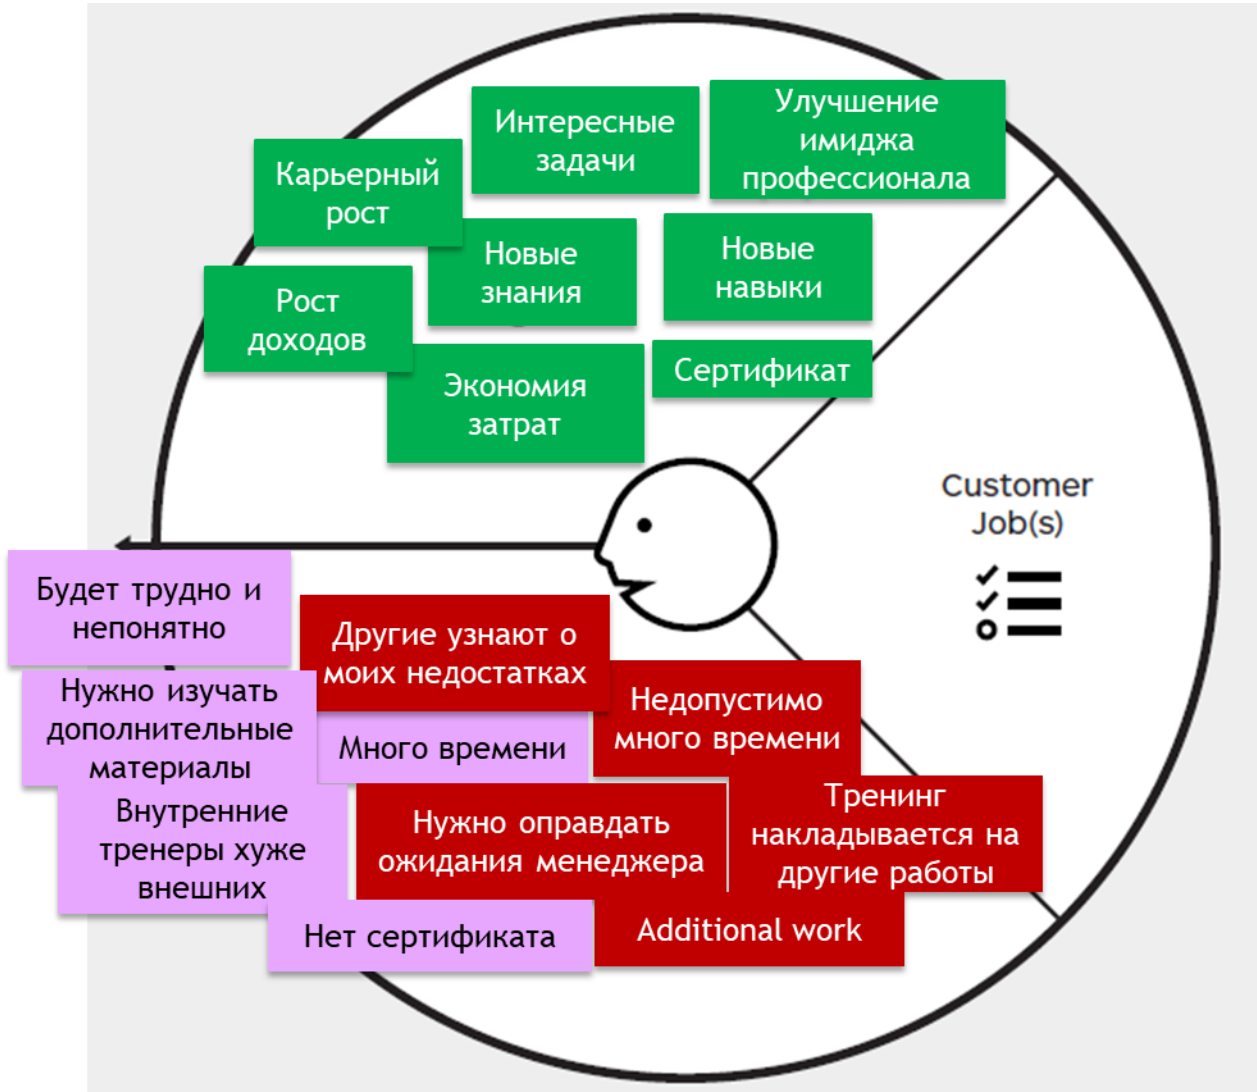 Интересные
задачи
Улучшение
имиджа
профессионала
Карьерный
рост
Новые
знания
Новые
навыки
Рост
доходов
Экономия
затрат
Сертификат
Customer
Job(s)
Будет трудно и
непонятно
Другие узнают о
моих недостатках
Нужно изучать
дополнительные
материалы
Много времени
Недопустимо
много времени
Внутренние
тренеры хуже
внешних
Нужно оправдать
ожидания менеджера
Тренинг
накладывается на
другие работы
Нет сертификата
Additional work